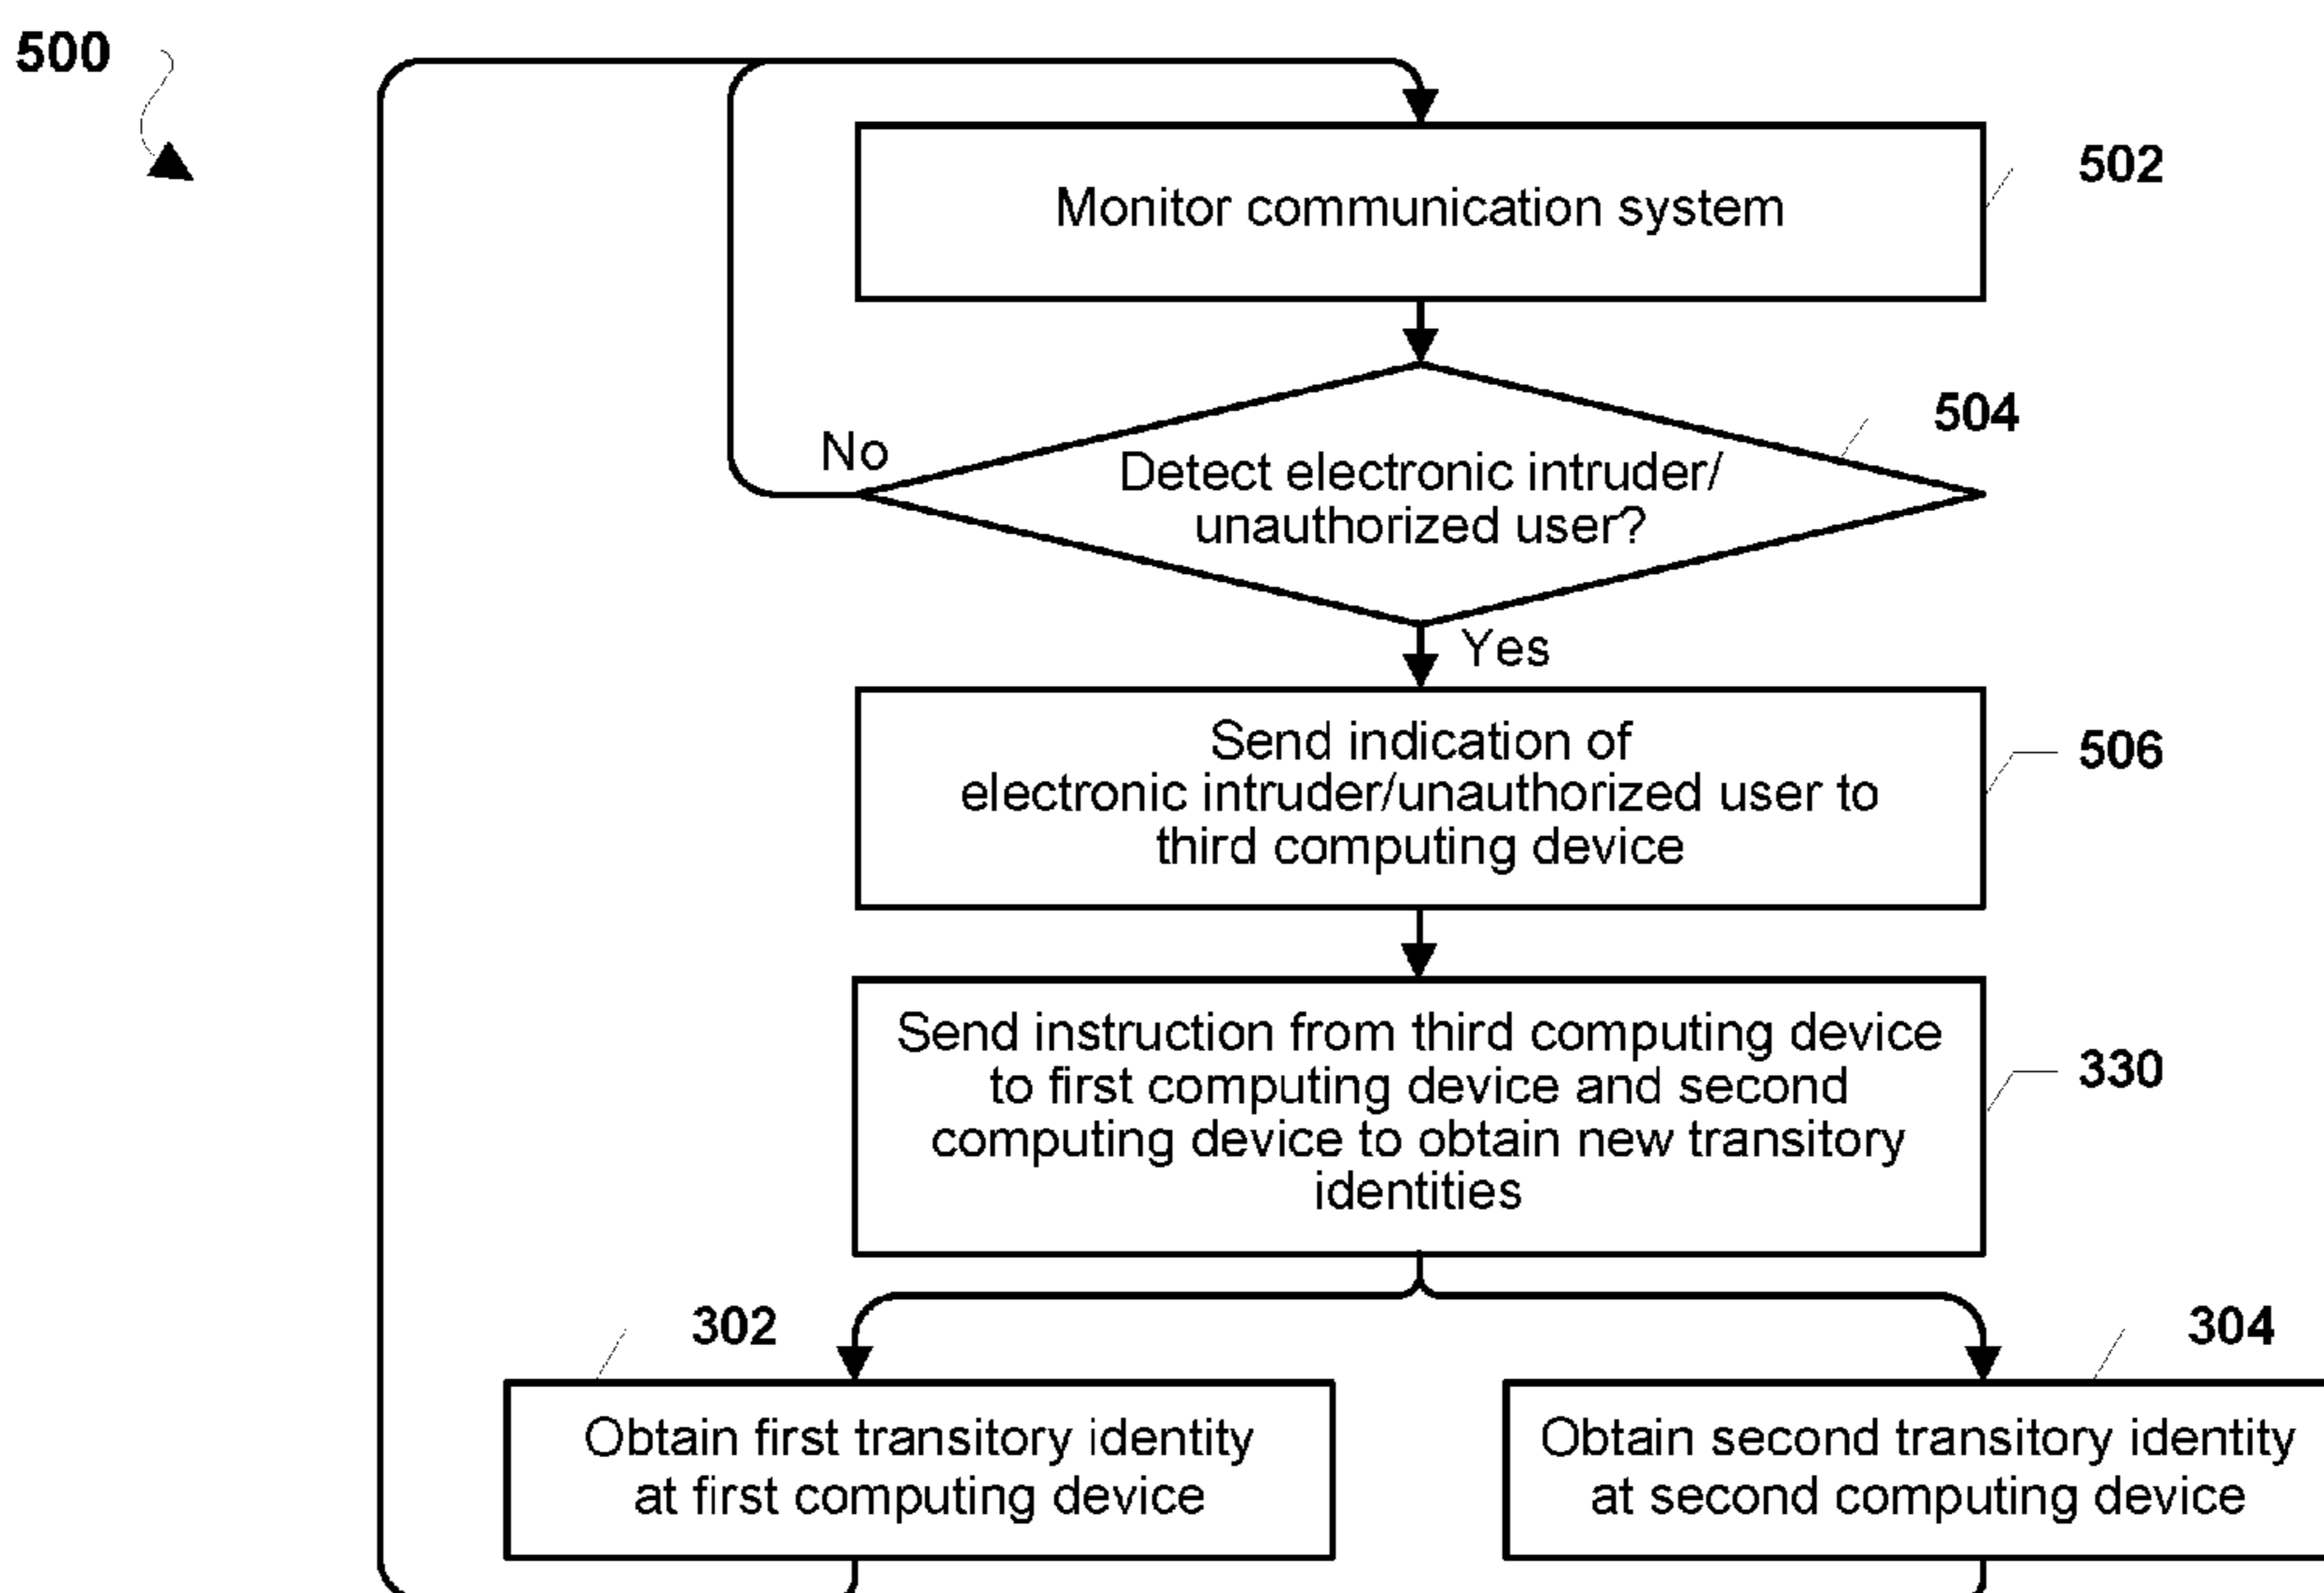 500
Monitor communication system
502
504
No
Detect electronic intruder/
unauthorized user?
Yes
Send indication of
electronic intruder/unauthorized user to
third computing device
506
Send instruction from third computing device
to first computing device and second
computing device to obtain new transitory
identities
330
302
304
Obtain first transitory identity
at first computing device
Obtain second transitory identity
at second computing device